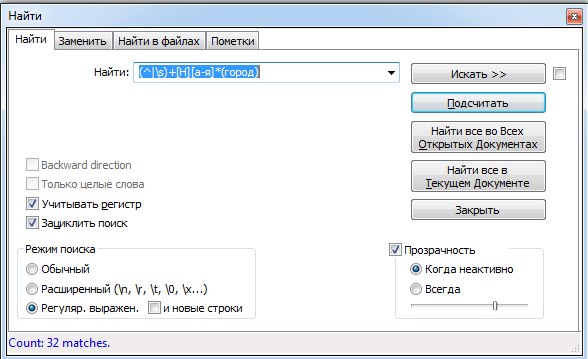 Найти
Найти Заменить Найти в файлах Пометки
Найти: (^|\s)+[Н][а-я]*(город)
Искать >>
Подсчитать
Найти все во Всех
Открытых Документах
Найти все в
Текущем Документе
Закрыть
Backward direction
Только целые слова
Учитывать регистр
Зациклить поиск
Режим поиска
Обычный
Расширенный (\n, \r, \t, \0, \x...)
Регуляр. выражен. и новые строки
Прозрачность
Когда неактивно
Всегда
Count: 32 matches.